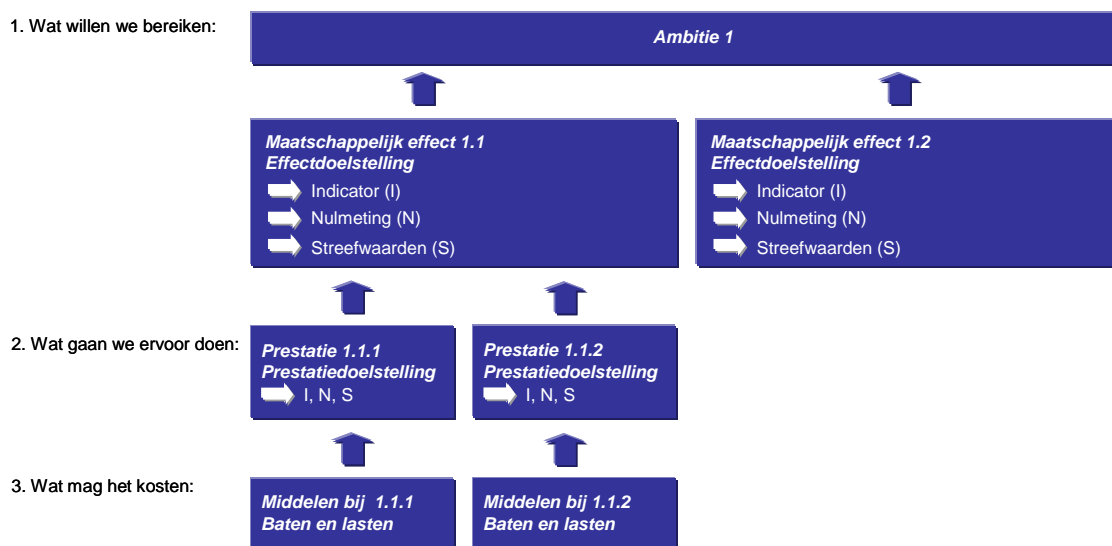 1. Wat willen we bereiken:
Ambitie 1
Maatschappelijk effect 1.1
Effectdoelstelling
Indicator (I)
Nulmeting (N)
Streefwaarden (S)
Maatschappelijk effect 1.2
Effectdoelstelling
Indicator (I)
Nulmeting (N)
Streefwaarden (S)
2. Wat gaan we ervoor doen:
Prestatie 1.1.1
Prestatiedoelstelling
I, N, S
Prestatie 1.1.2
Prestatiedoelstelling
I, N, S
3. Wat mag het kosten:
Middelen bij 1.1.1
Baten en lasten
Middelen bij 1.1.2
Baten en lasten